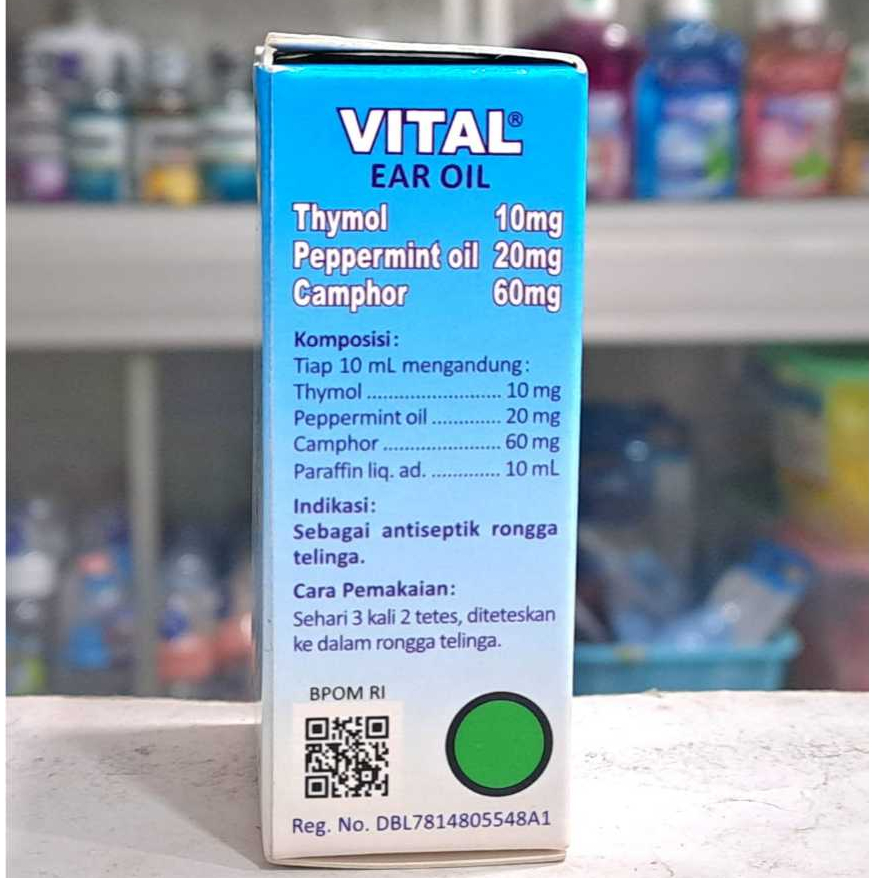 VITAL®
EAR OIL
Thymol 10mg
Peppermint oil 20mg
Camphor 60mg
Komposisi:
Tiap 10 mL mengandung:
Thymol ........................ 10 mg
Peppermint oil ............. 20 mg
Camphor ...................... 60 mg
Paraffin liq. ad. ............. 10 mL
Indikasi:
Sebagai antiseptik rongga
telinga.
Cara Pemakaian:
Sehari 3 kali 2 tetes, diteteskan
ke dalam rongga telinga.
BPOM RI
Reg. No. DBL7814805548A1